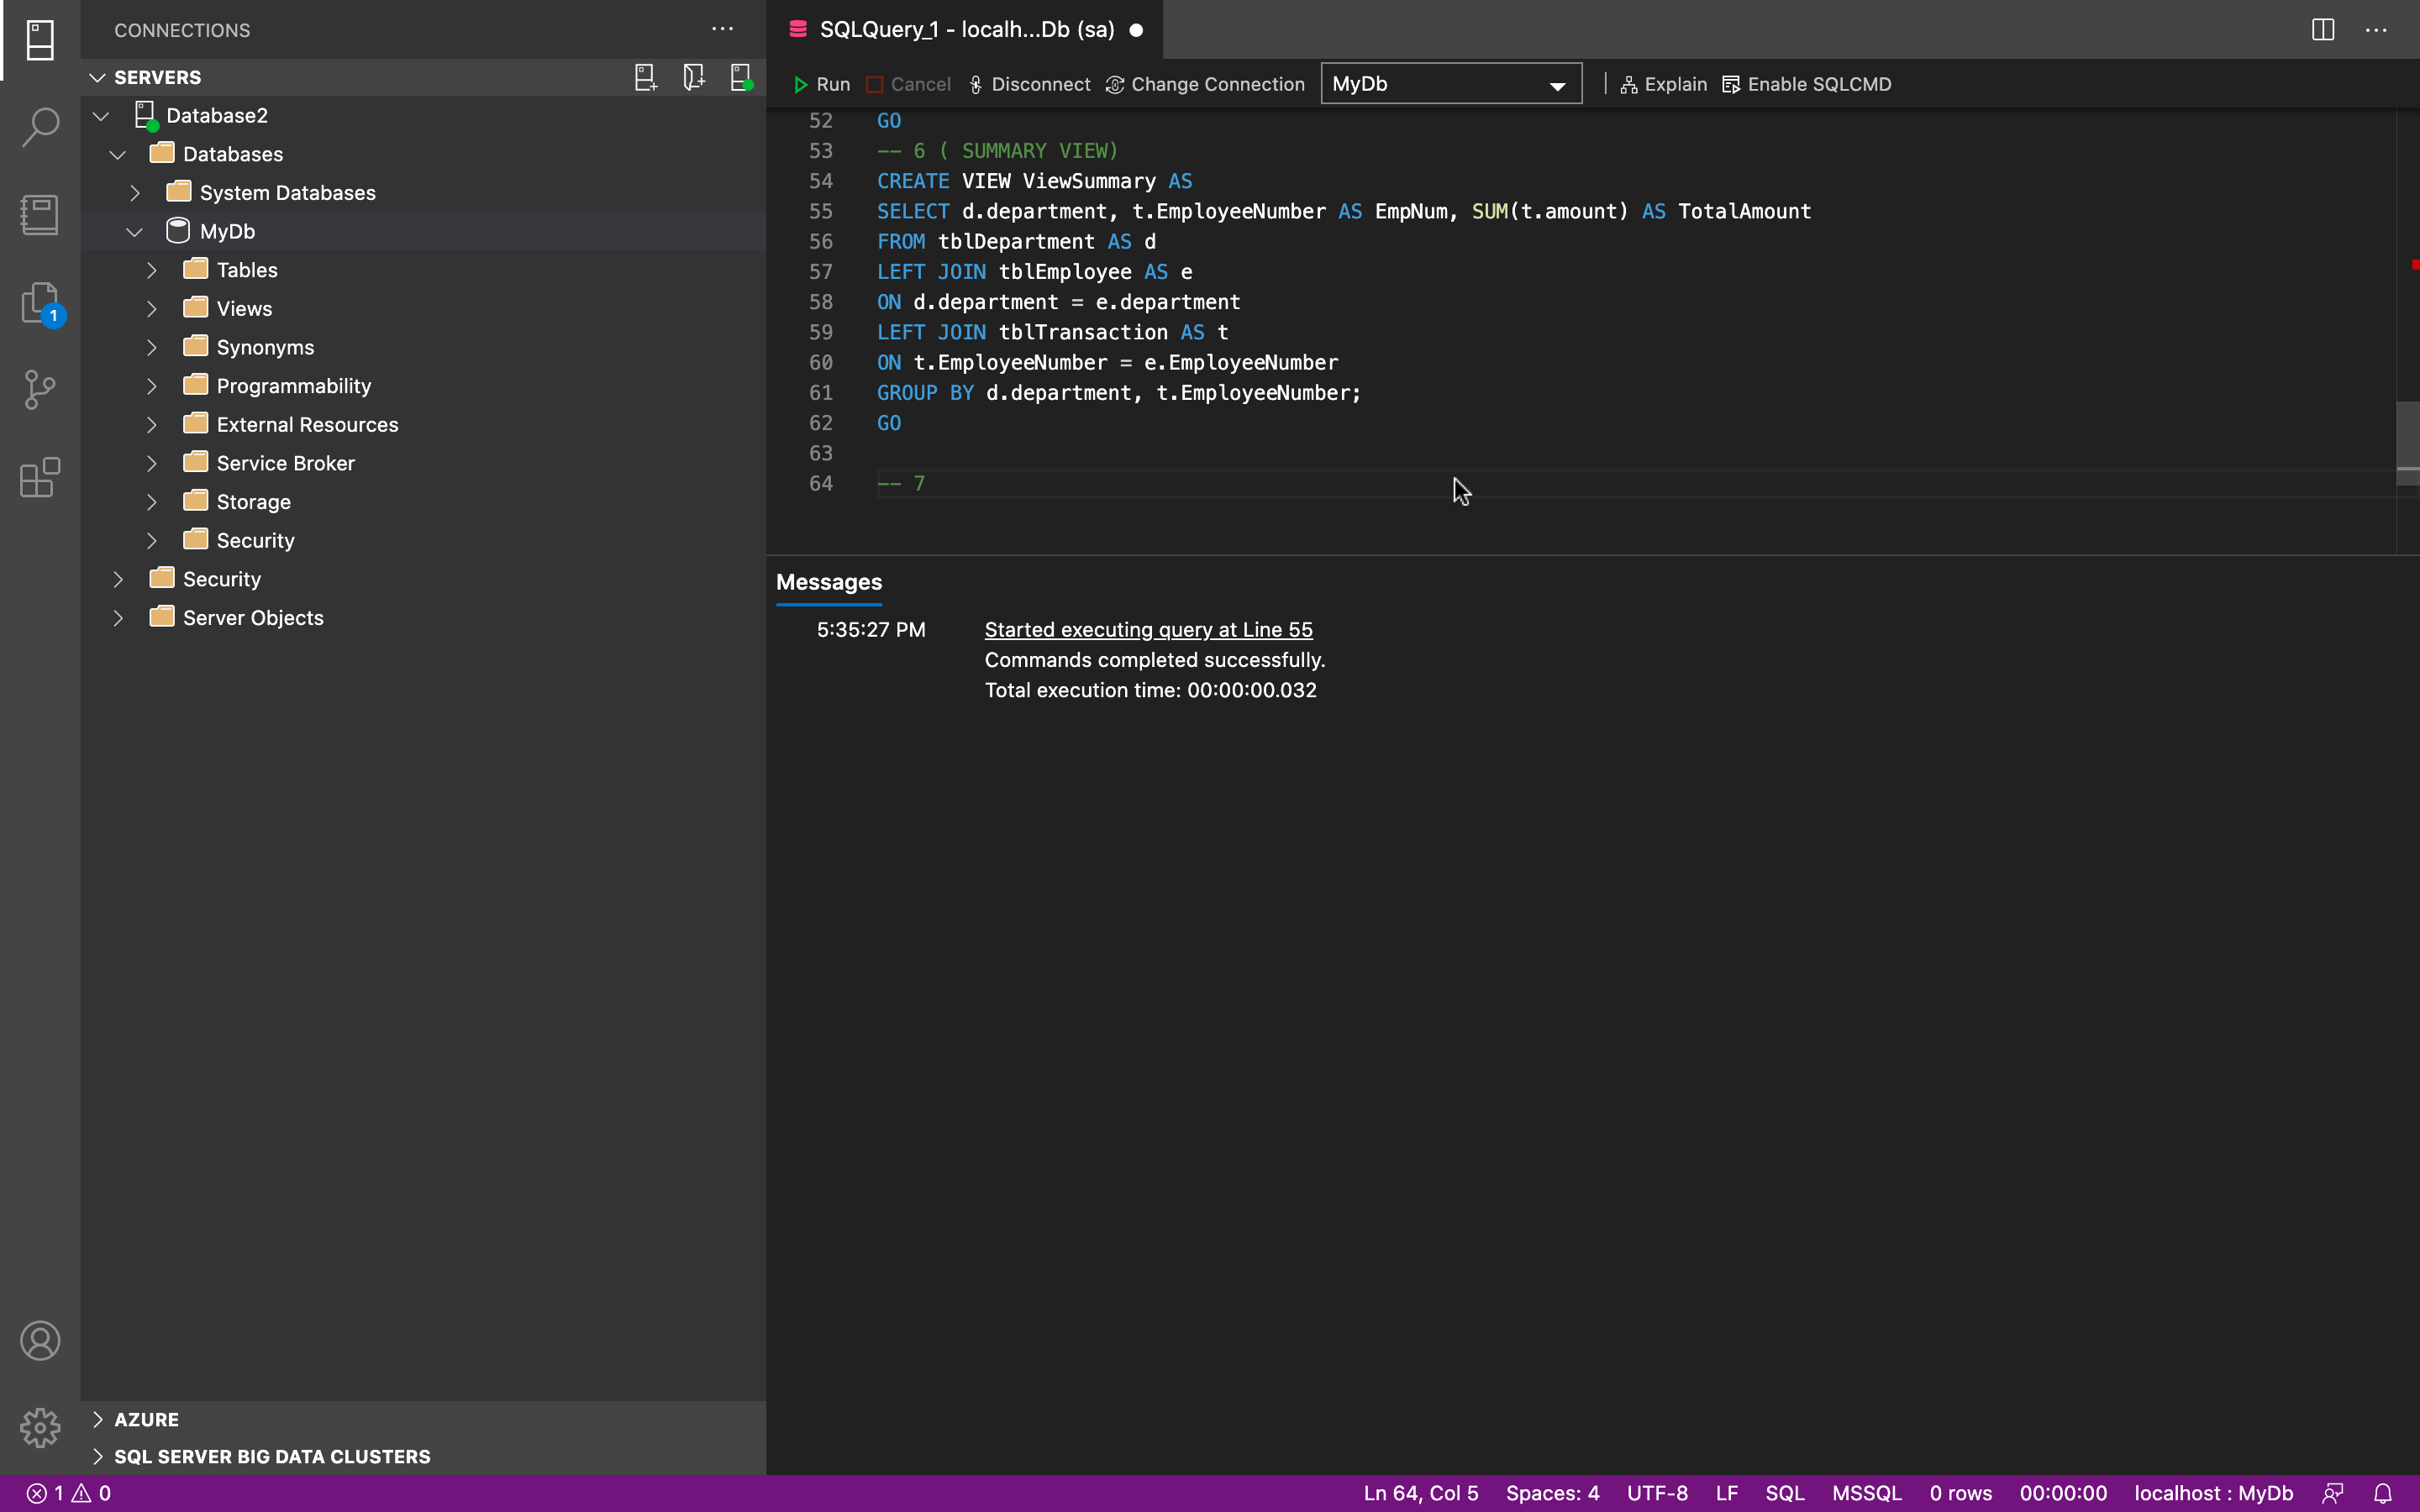 CONNECTIONS
SERVERS
Database2
Databases
System Databases
MyDb
Tables
Views
Synonyms
Programmability
External Resources
Service Broker
Storage
Security
Security
Server Objects
AZURE
SQL SERVER BIG DATA CLUSTERS
1
SQLQuery_1 - localh...Db (sa)
Run Cancel Disconnect Change Connection MyDb Explain Enable SQLCMD
52 GO
53 -- 6 ( SUMMARY VIEW)
54 CREATE VIEW ViewSummary AS
55 SELECT d.department, t.EmployeeNumber AS EmpNum, SUM(t.amount) AS TotalAmount
56 FROM tblDepartment AS d
57 LEFT JOIN tblEmployee AS e
58 ON d.department = e.department
59 LEFT JOIN tblTransaction AS t
60 ON t.EmployeeNumber = e.EmployeeNumber
61 GROUP BY d.department, t.EmployeeNumber;
62 GO
63
64 -- 7
Messages
5:35:27 PM Started executing query at Line 55
Commands completed successfully.
Total execution time: 00:00:00.032
1 0 Ln 64, Col 5 Spaces: 4 UTF-8 LF SQL MSSQL 0 rows 00:00:00 localhost : MyDb